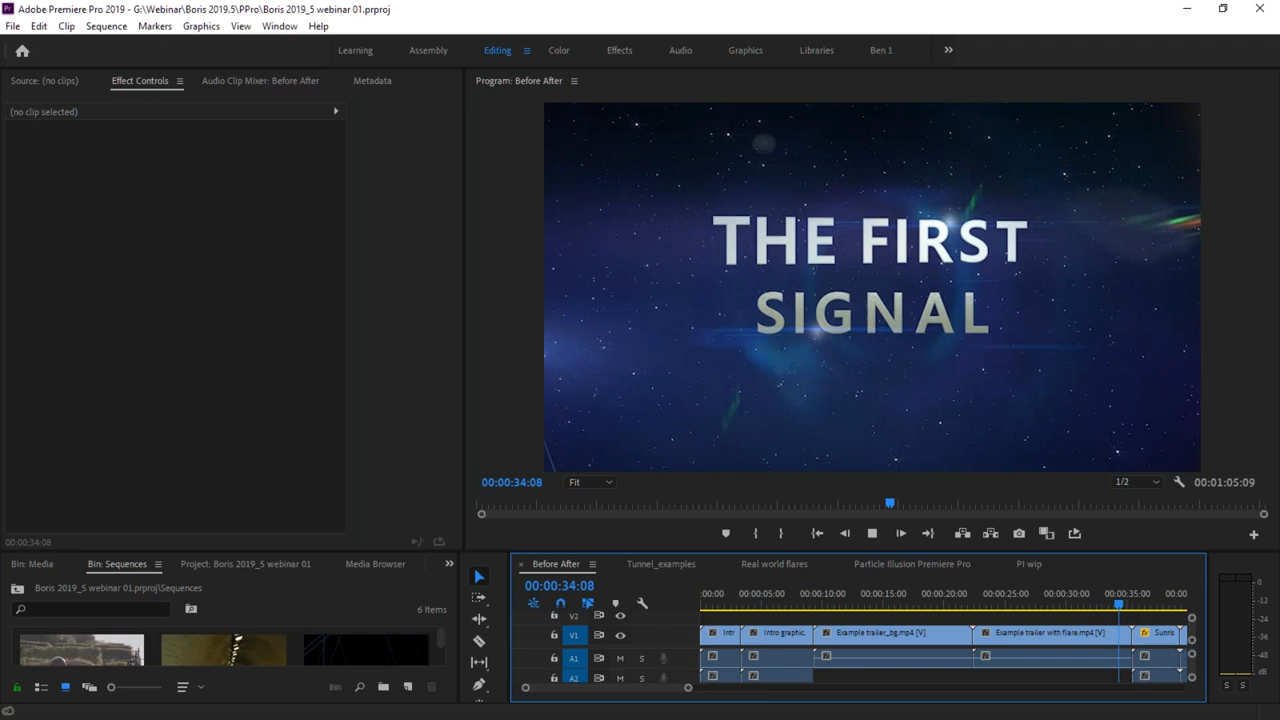 Adobe Premiere Pro 2019 - G:\Webinar\Boris 2019.5\PPro\Boris 2019_5 webinar 01.prproj
File Edit Clip Sequence Markers Graphics View Window Help
Learning Assembly Editing Color Effects Audio Graphics Libraries Ben 1
Source: (no clips) Effect Controls Audio Clip Mixer: Before After Metadata Program: Before After
(no clip selected)
THE FIRST
SIGNAL
00:00:34:08 Fit 1/2 00:01:05:09
00:00:34:08
Bin: Media Bin: Sequences Project: Boris 2019_5 webinar 01 Media Browser
Boris 2019_5 webinar 01.prproj\Sequences
6 Items
Before After Tunnel_examples Real world flares Particle Illusion Premiere Pro PI wip
00:00:34:08
:00:00 00:00:05:00 00:00:10:00 00:00:15:00 00:00:20:00 00:00:25:00 00:00:30:00 00:00:35:00 00:00
V2
V1 Intr Intro graphic. Example trailer_bg.mp4 [V] Example trailer with flare.mp4 [V] Sunris
A1 M S
A2 M S
0
-12
-24
-36
-48
dB
S S